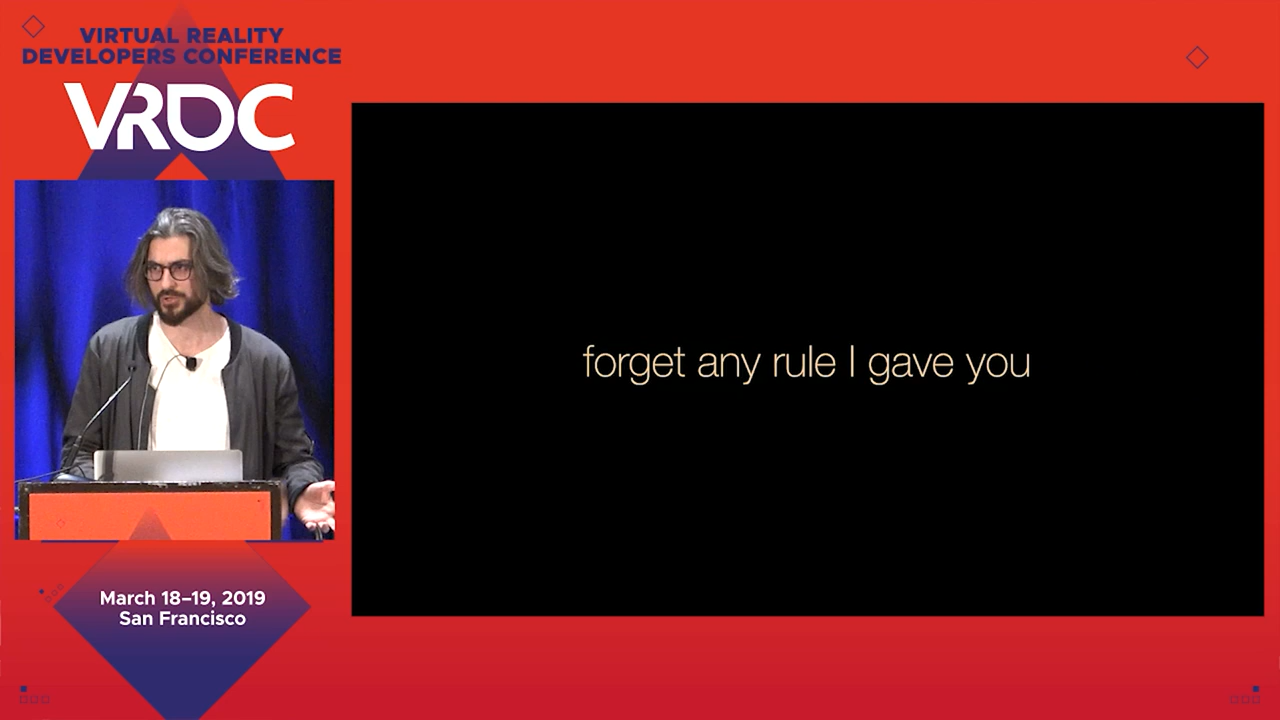 VIRTUAL REALITY
DEVELOPERS CONFERENCE
VRDC
forget any rule I gave you
March 18–19, 2019
San Francisco